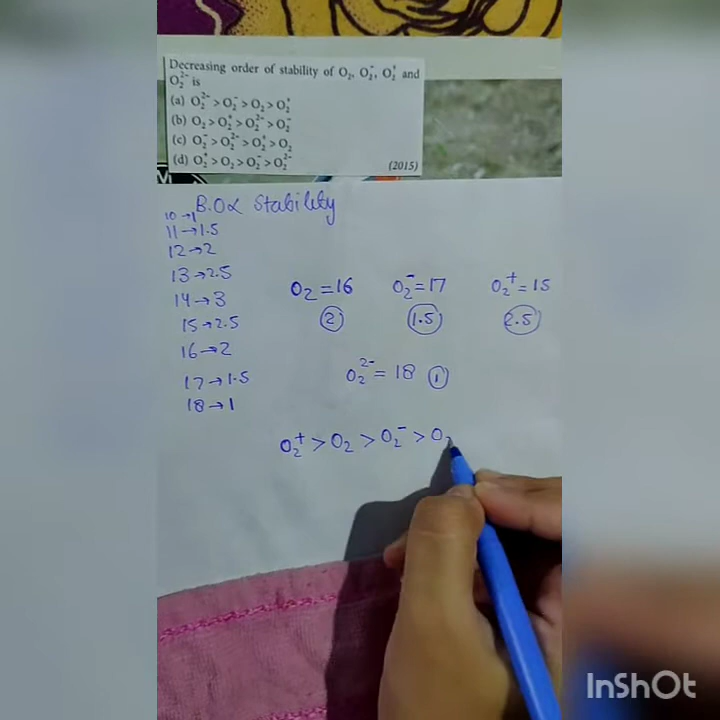 Decreasing order of stability of O₂, O₂⁻, O₂⁺ and
O₂²⁻ is
(a) O₂²⁻ > O₂⁻ > O₂ > O₂⁺
(b) O₂ > O₂⁺ > O₂²⁻ > O₂⁻
(c) O₂⁻ > O₂²⁻ > O₂⁺ > O₂
(d) O₂⁺ > O₂ > O₂⁻ > O₂²⁻ (2015)
B.O∝ Stability
10→1
11→1.5
12→2
13→2.5
14→3
15→2.5
16→2
17→1.5
18→1
O₂=16 O₂⁻=17 O₂⁺=15
2 1.5 2.5
O₂²⁻=18 1
O₂⁺>O₂>O₂⁻>O₂
InShOt